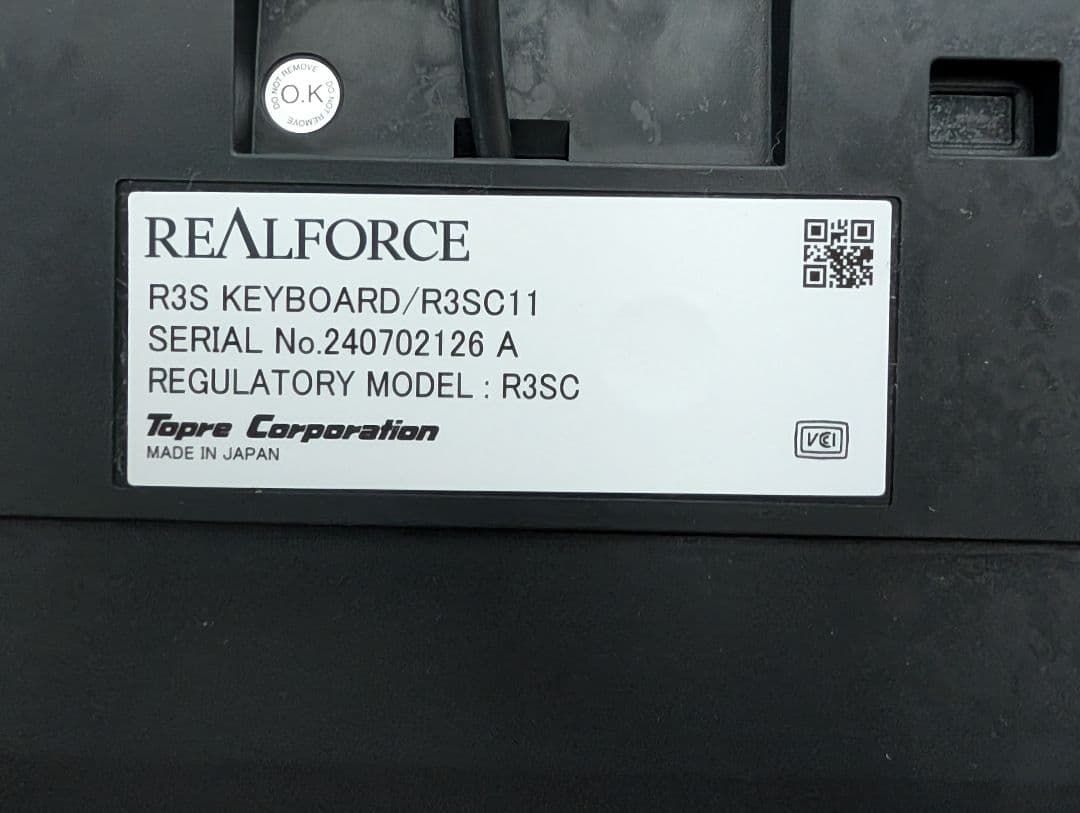 DO NOT REMOVE
O.K
DO NOT REMOVE
REALFORCE
R3S KEYBOARD/R3SC11
SERIAL No.240702126 A
REGULATORY MODEL : R3SC
Topre Corporation
MADE IN JAPAN
VCI